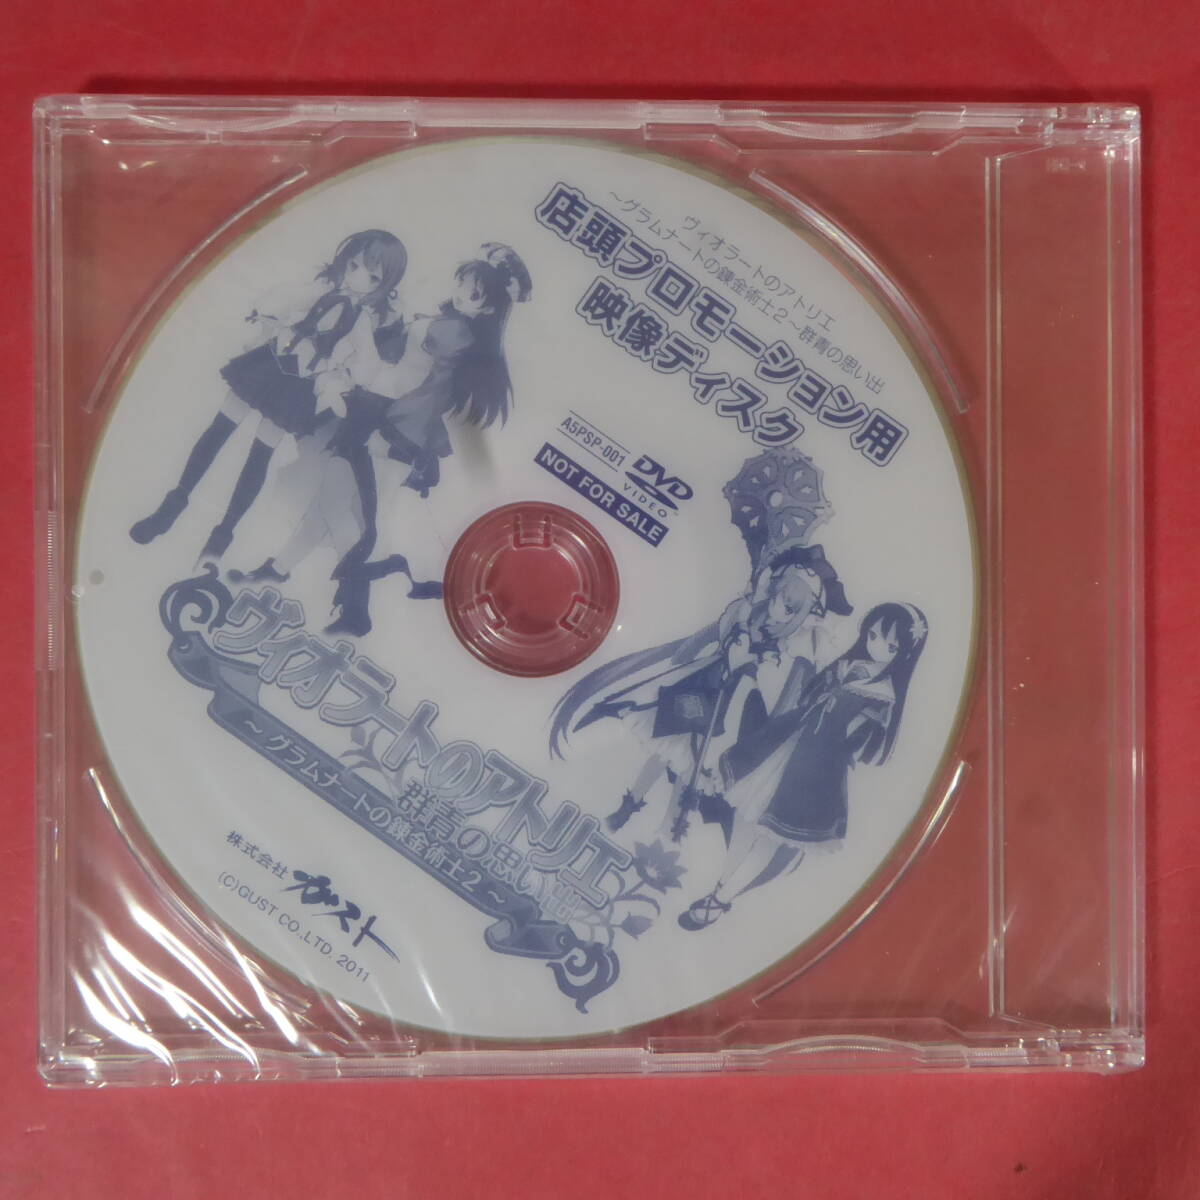 ヴィオラートのアトリエ
～グラムナートの錬金術士2～群青の思い出
店頭プロモーション用
映像ディスク
A5PSP-001
DVD
VIDEO™
NOT FOR SALE
ヴィオラートのアトリエ
群青の思い出
～グラムナートの錬金術士2～
株式会社ガスト
(C)GUST CO.,LTD. 2011